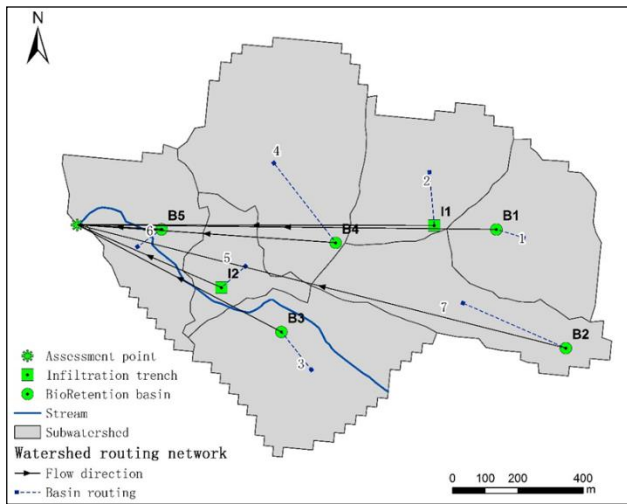 N
4
2
I1
B1
1
B5
6
B4
5
I2
7
B3
B2
3
Assessment point
Infiltration trench
BioRetention basin
Stream
Subwatershed
Watershed routing network
Flow direction
Basin routing
0 100 200 400
m